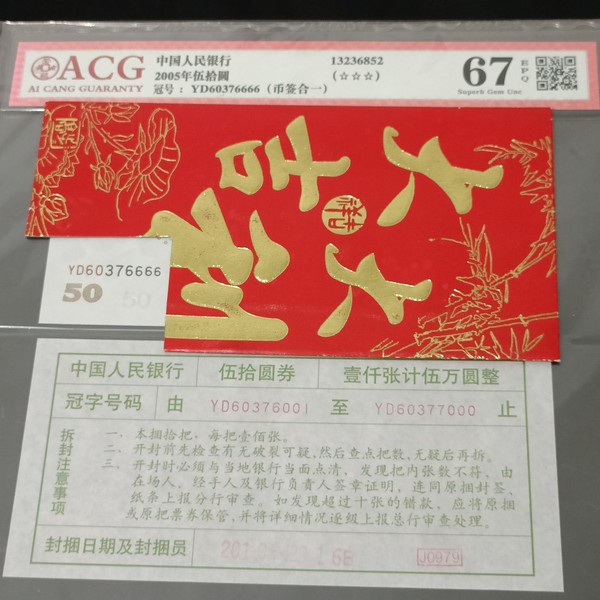 ACG
AI CANG GUARANTY
中国人民银行
2005年伍拾圆
冠号：YD60376666（币签合一）
13236852
(☆☆☆)
67
EPQ
Superb Gem Unc
大吉大利
YD60376666
50
50
中国人民银行 伍拾圆券 壹仟张计伍万圆整
冠字号码 由 YD60376001 至 YD60377000 止
拆封注意事项
一. 本捆拾把，每把壹佰张。
二. 开封前先检查有无破裂可疑，然后查点把数，无疑后再拆。
三. 开封时必须与当地银行当面点清，发现把内张数不符，由
在场人、经手人及银行负责人签章证明，连同原捆封签、
纸条上报分行审查。如发现超过十张的错款，应将原捆
或原把票券保管，并将详细情况逐级上报总行审查处理。
封捆日期及封捆员
6B
J0979